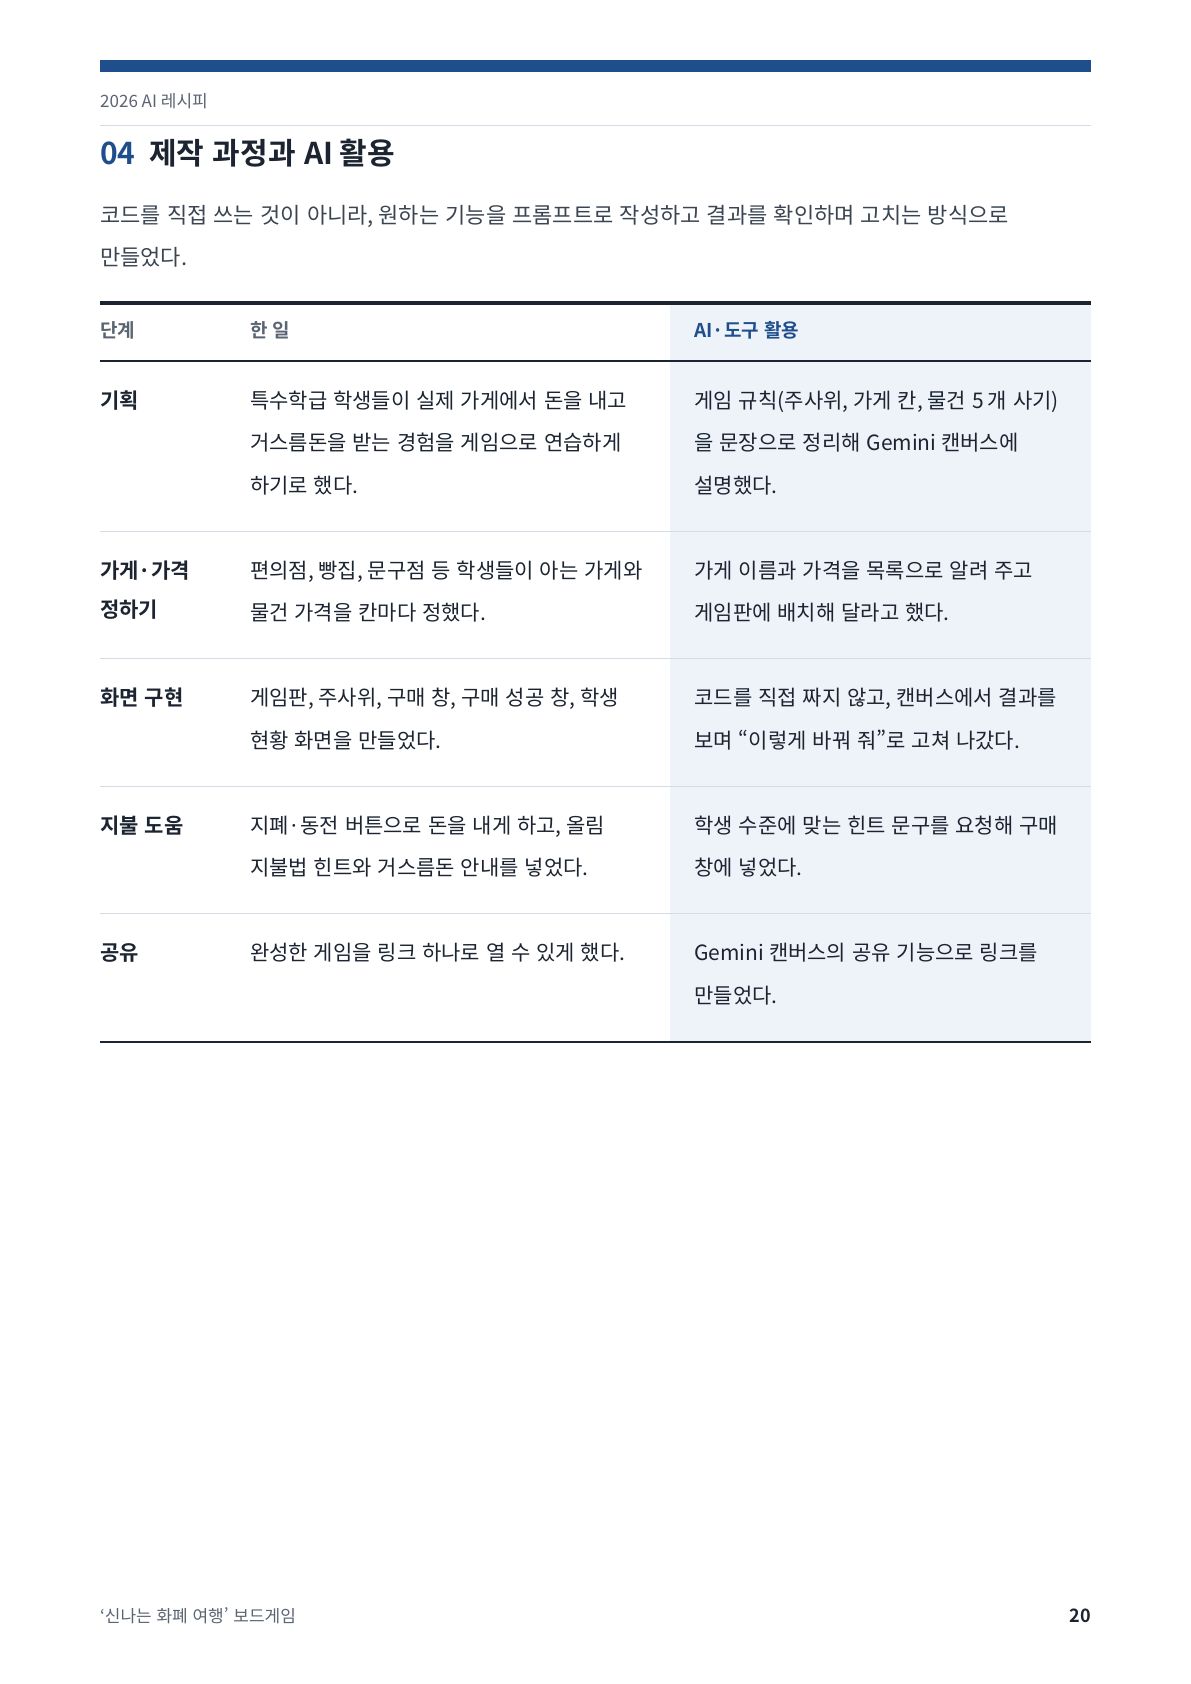 2026 AI 레시피
04 제작 과정과 AI 활용
코드를 직접 쓰는 것이 아니라, 원하는 기능을 프롬프트로 작성하고 결과를 확인하며 고치는 방식으로
만들었다.
단계 한 일 AI·도구 활용
기획 특수학급 학생들이 실제 가게에서 돈을 내고 게임 규칙(주사위, 가게 칸, 물건 5개 사기)
거스름돈을 받는 경험을 게임으로 연습하게 을 문장으로 정리해 Gemini 캔버스에
하기로 했다. 설명했다.
가게·가격 편의점, 빵집, 문구점 등 학생들이 아는 가게와 가게 이름과 가격을 목록으로 알려 주고
정하기 물건 가격을 칸마다 정했다. 게임판에 배치해 달라고 했다.
화면 구현 게임판, 주사위, 구매 창, 구매 성공 창, 학생 코드를 직접 짜지 않고, 캔버스에서 결과를
현황 화면을 만들었다. 보며 “이렇게 바꿔 줘”로 고쳐 나갔다.
지불 도움 지폐·동전 버튼으로 돈을 내게 하고, 올림 학생 수준에 맞는 힌트 문구를 요청해 구매
지불법 힌트와 거스름돈 안내를 넣었다. 창에 넣었다.
공유 완성한 게임을 링크 하나로 열 수 있게 했다. Gemini 캔버스의 공유 기능으로 링크를
만들었다.
‘신나는 화폐 여행’ 보드게임 20